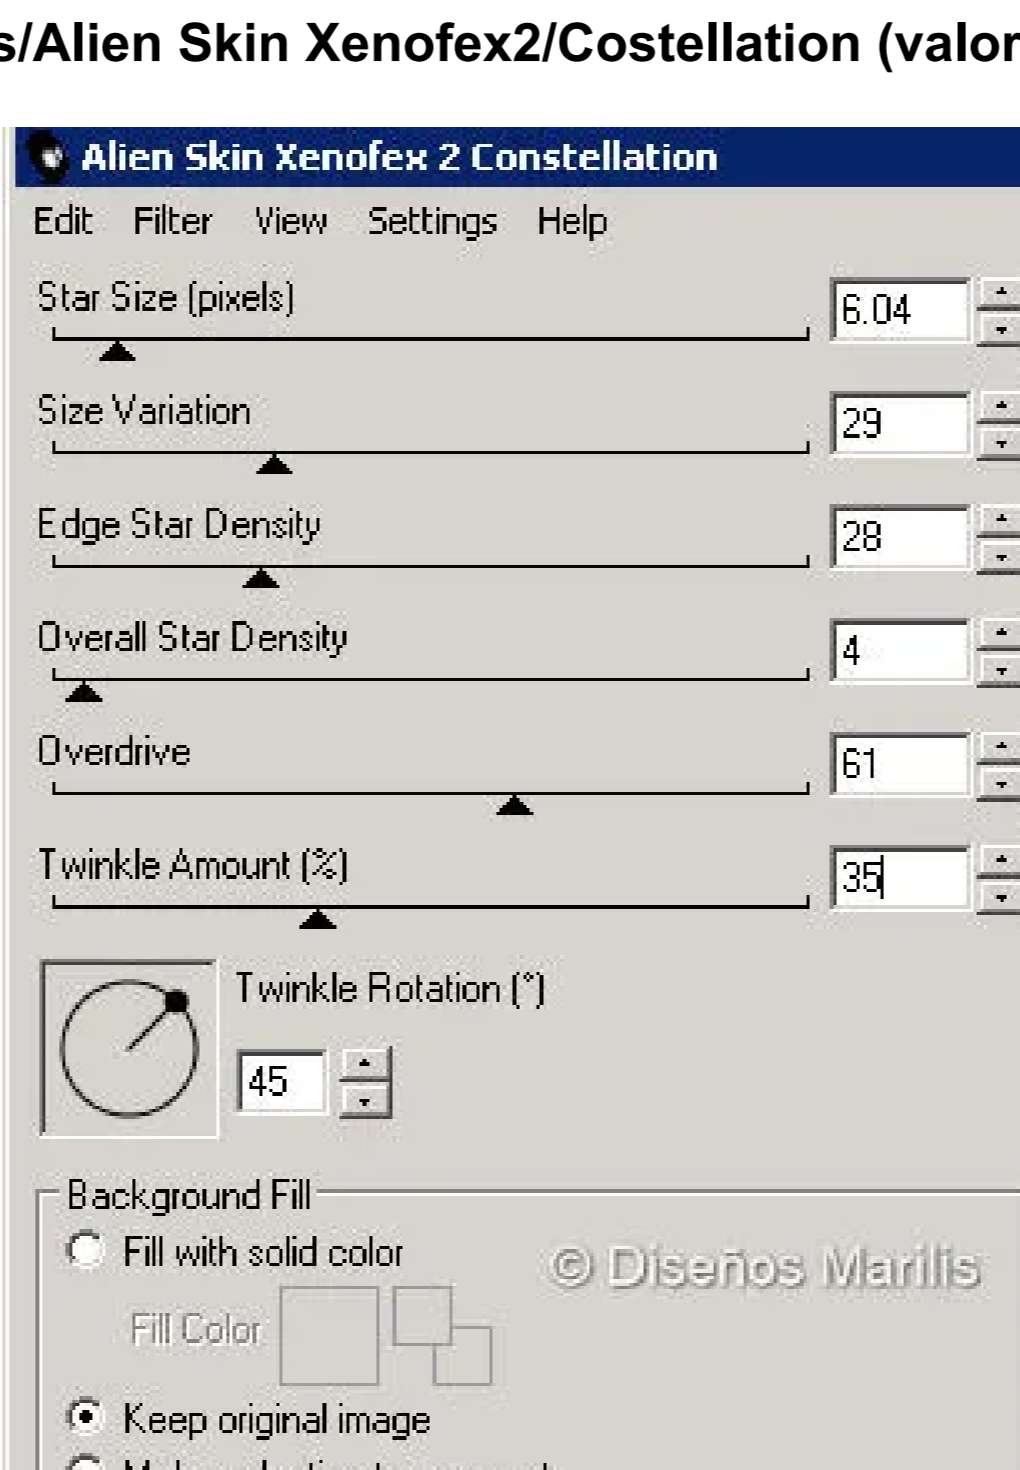 s/Alien Skin Xenofex2/Costellation (valor
Alien Skin Xenofex 2 Constellation
Edit Filter View Settings Help
Star Size (pixels)
6.04
Size Variation
29
Edge Star Density
28
Overall Star Density
4
Overdrive
61
Twinkle Amount (%)
35
Twinkle Rotation (°)
45
Background Fill
Fill with solid color
© Diseños Marilis
Fill Color
Keep original image